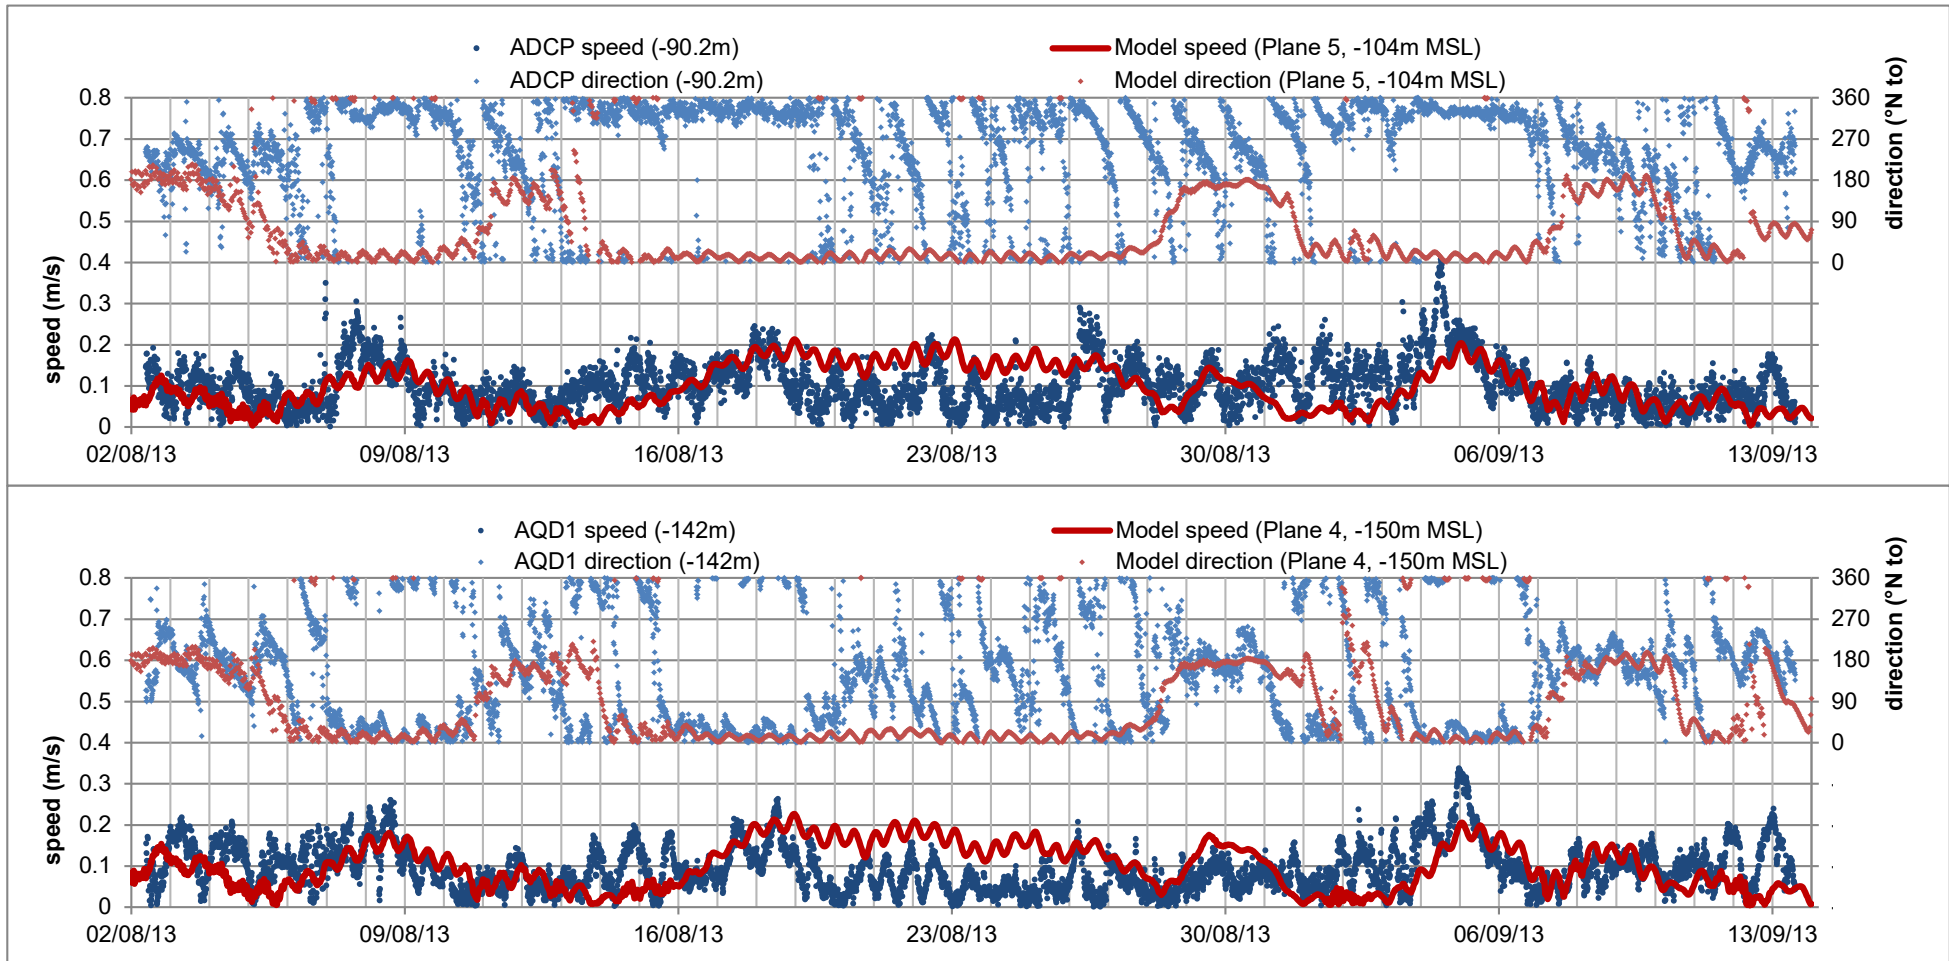 ADCP speed (-90.2m) Model speed (Plane 5, -104m MSL)
ADCP direction (-90.2m) Model direction (Plane 5, -104m MSL)
0.8 360
0.7 270
0.6 180
0.5 90
0.4 0
0.3
0.2
0.1
0
speed (m/s)
direction (°N to)
02/08/13 09/08/13 16/08/13 23/08/13 30/08/13 06/09/13 13/09/13
AQD1 speed (-142m) Model speed (Plane 4, -150m MSL)
AQD1 direction (-142m) Model direction (Plane 4, -150m MSL)
0.8 360
0.7 270
0.6 180
0.5 90
0.4 0
0.3
0.2
0.1
0
speed (m/s)
direction (°N to)
02/08/13 09/08/13 16/08/13 23/08/13 30/08/13 06/09/13 13/09/13